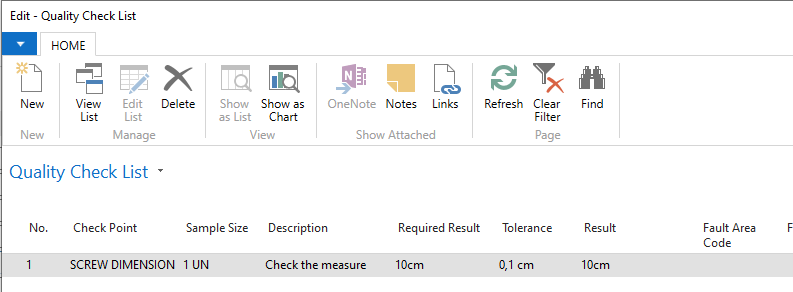 Edit - Quality Check List
HOME
New
View List
Edit List
Delete
Show as List
Show as Chart
OneNote
Notes
Links
Refresh
Clear Filter
Find
New
Manage
View
Show Attached
Page
Quality Check List
No. Check Point Sample Size Description Required Result Tolerance Result Fault Area Code F
1 SCREW DIMENSION 1 UN Check the measure 10cm 0,1 cm 10cm